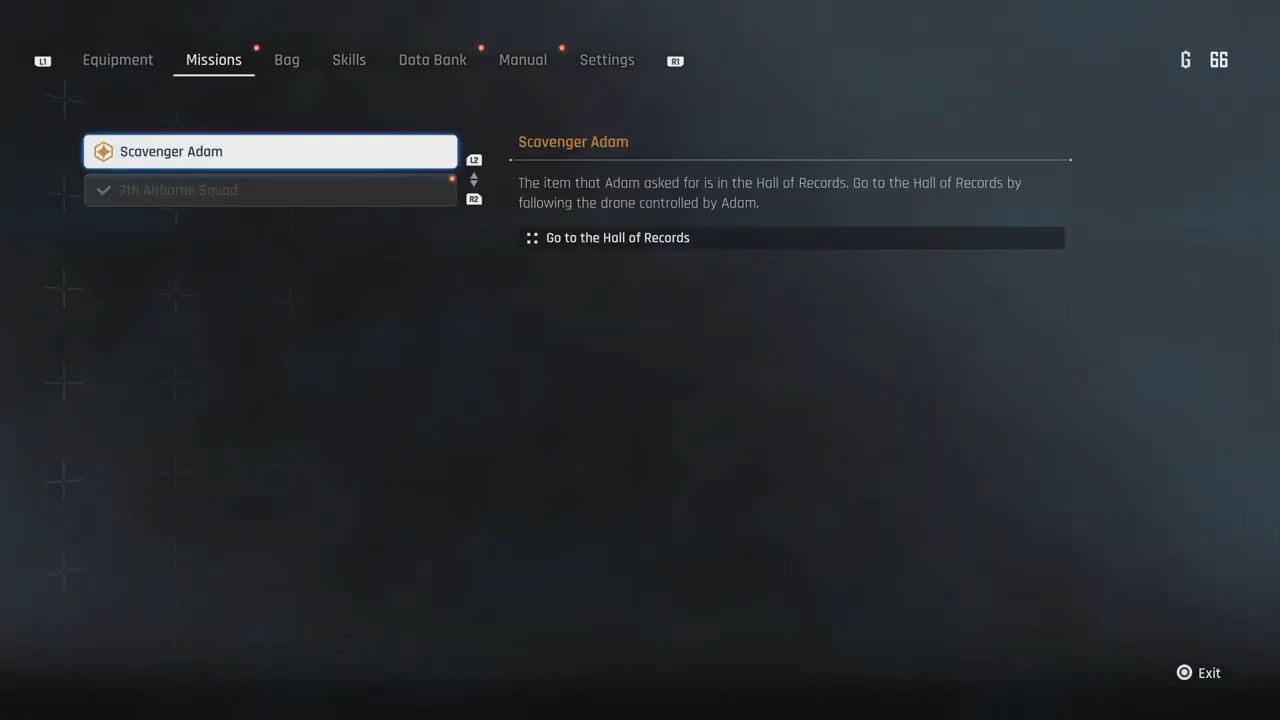 L1 Equipment Missions Bag Skills Data Bank Manual Settings R1 G 66
Scavenger Adam
L2
7th Airborne Squad
R2
Scavenger Adam
The item that Adam asked for is in the Hall of Records. Go to the Hall of Records by
following the drone controlled by Adam.
Go to the Hall of Records
Exit